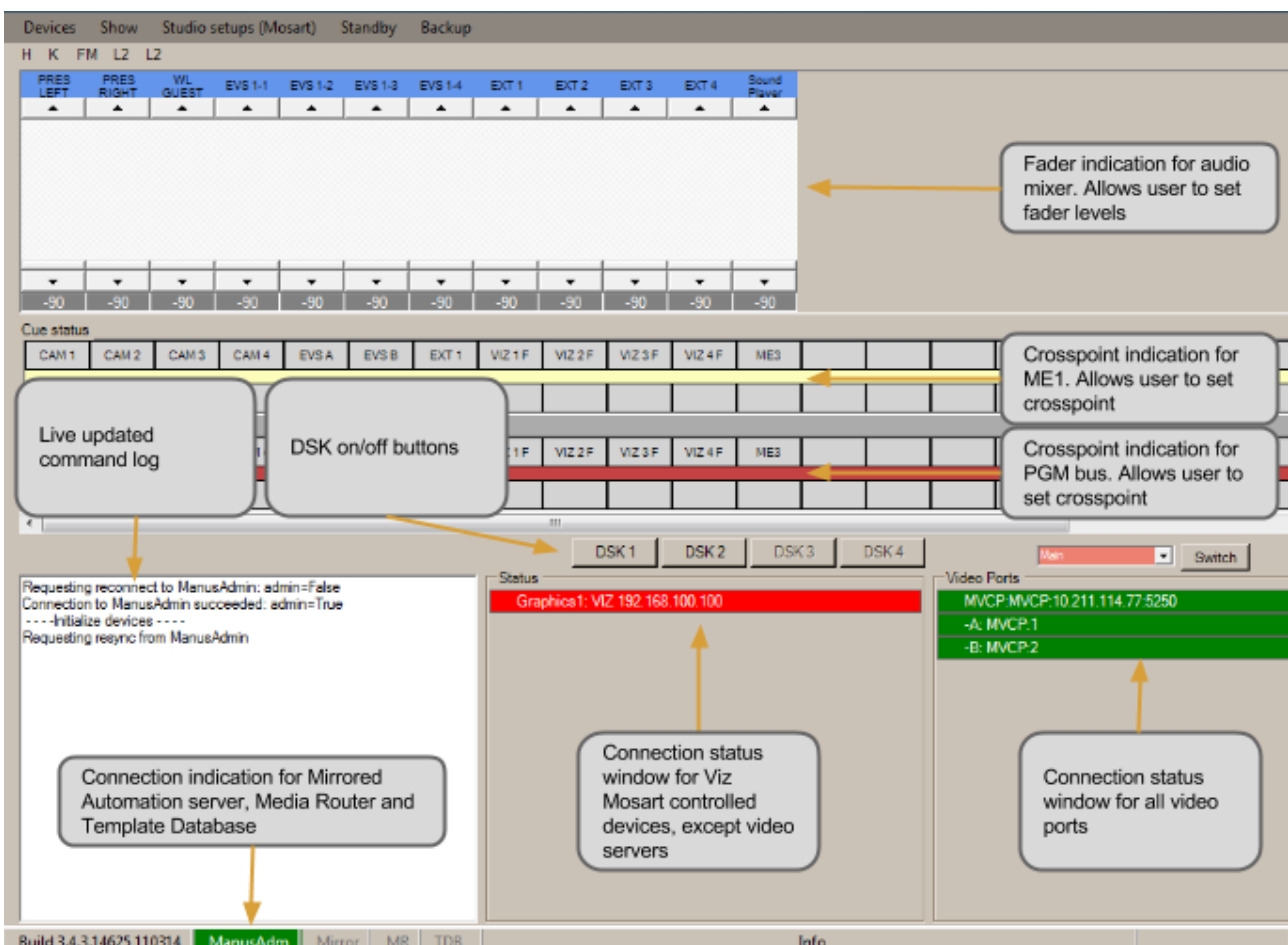 Devices Show Studio setups (Mosart) Standby Backup
H K FM L2 L2
PRES LEFT PRES RIGHT WL GUEST EVS 1-1 EVS 1-2 EVS 1-3 EVS 1-4 EXT 1 EXT 2 EXT 3 EXT 4 Sound Player
-90 -90 -90 -90 -90 -90 -90 -90 -90 -90 -90 -90
Fader indication for audio
mixer. Allows user to set
fader levels
Cue status
CAM 1 CAM 2 CAM 3 CAM 4 EVS A EVS B EXT 1 VIZ 1 F VIZ 2 F VIZ 3 F VIZ 4 F ME3
Crosspoint indication for
ME1. Allows user to set
crosspoint
Live updated
command log
DSK on/off buttons
1 F VIZ 2 F VIZ 3 F VIZ 4 F ME3
Crosspoint indication for
PGM bus. Allows user to
set crosspoint
DSK 1 DSK 2 DSK 3 DSK 4
Main Switch
Requesting reconnect to ManusAdmin: admin=False
Connection to ManusAdmin succeeded: admin=True
----Initialize devices ----
Requesting resync from ManusAdmin
Status
Graphics1: VIZ 192.168.100.100
Video Ports
MVCP:MVCP:10.211.114.77:5250
-A: MVCP:1
-B: MVCP:2
Connection indication for Mirrored
Automation server, Media Router and
Template Database
Connection status
window for Viz
Mosart controlled
devices, except video
servers
Connection status
window for all video
ports
Build 3.4.3.14625.110314 ManusAdm Mirror MR TDB Info